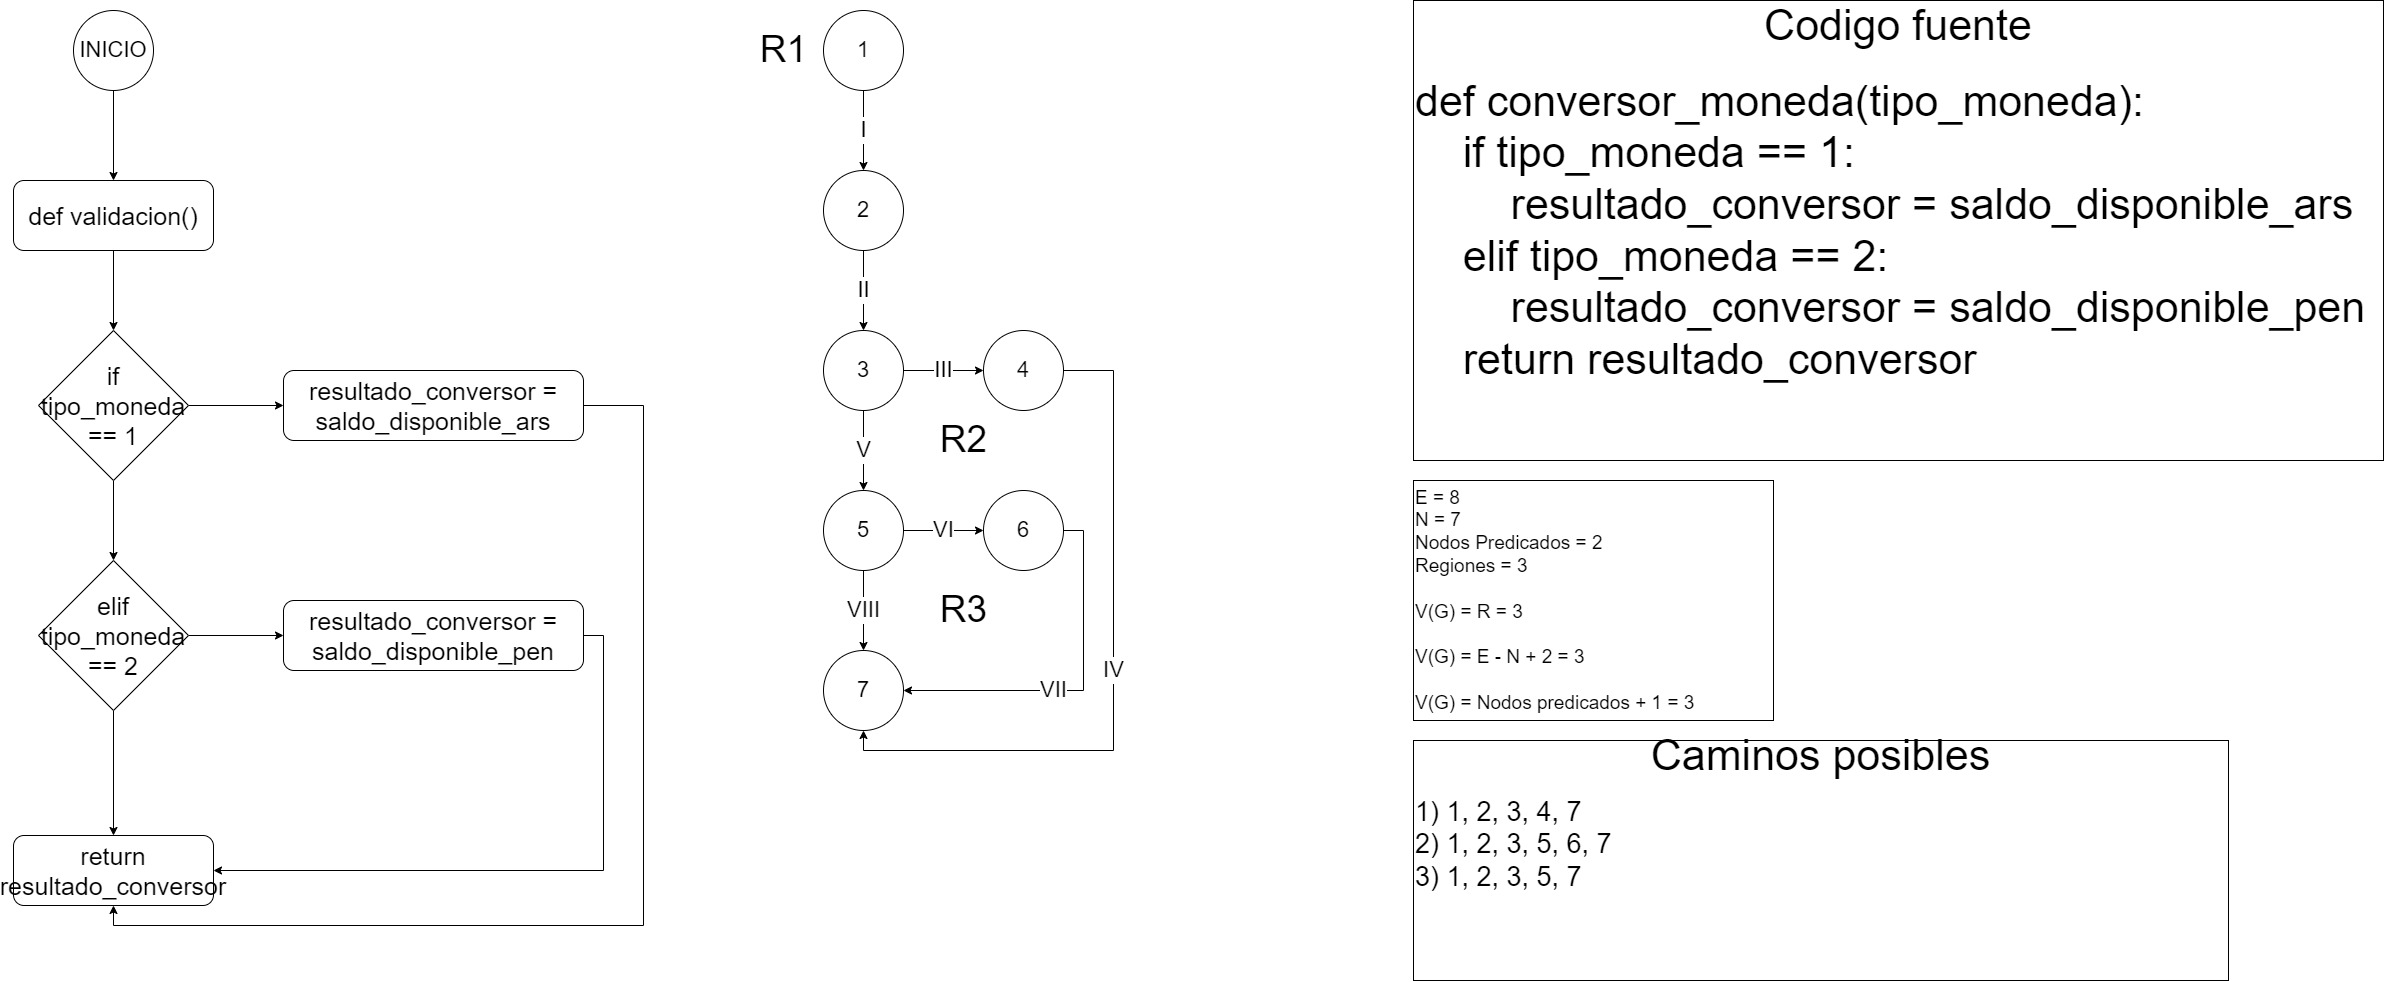 INICIO
def validacion()
if
tipo_moneda
== 1
resultado_conversor =
saldo_disponible_ars
elif
tipo_moneda
== 2
resultado_conversor =
saldo_disponible_pen
return
resultado_conversor
R1
1
I
2
II
3
III
4
V
R2
5
VI
6
VIII
R3
IV
7
VII
Codigo fuente
def conversor_moneda(tipo_moneda):
    if tipo_moneda == 1:
        resultado_conversor = saldo_disponible_ars
    elif tipo_moneda == 2:
        resultado_conversor = saldo_disponible_pen
    return resultado_conversor
E = 8
N = 7
Nodos Predicados = 2
Regiones = 3
V(G) = R = 3
V(G) = E - N + 2 = 3
V(G) = Nodos predicados + 1 = 3
Caminos posibles
1) 1, 2, 3, 4, 7
2) 1, 2, 3, 5, 6, 7
3) 1, 2, 3, 5, 7